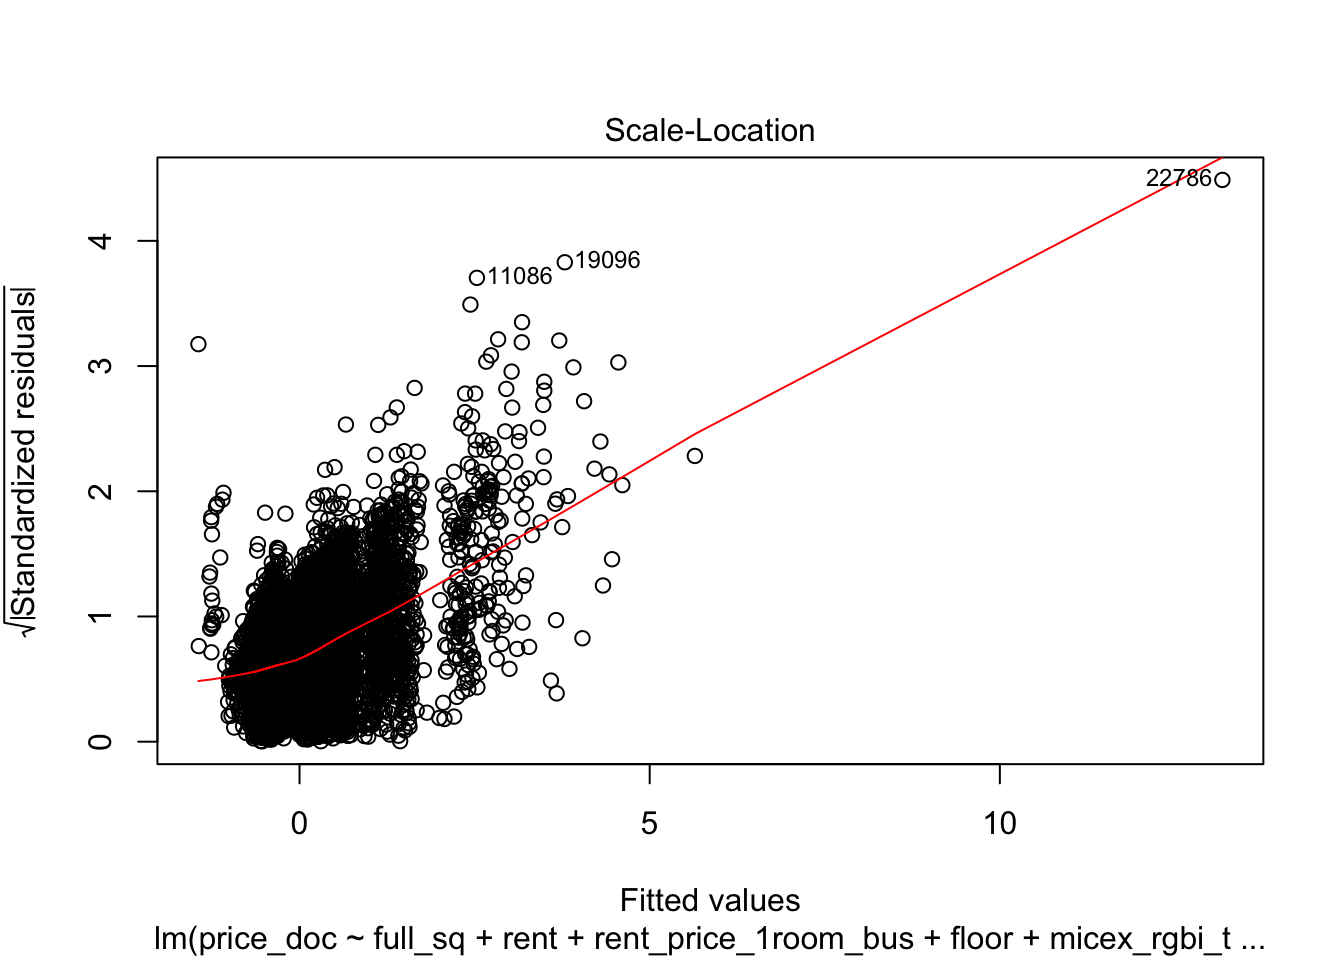 Scale-Location
22786
19096
11086
4
3
2
1
0
√|Standardized residuals|
0 5 10
Fitted values
lm(price_doc ~ full_sq + rent + rent_price_1room_bus + floor + micex_rgbi_t ...